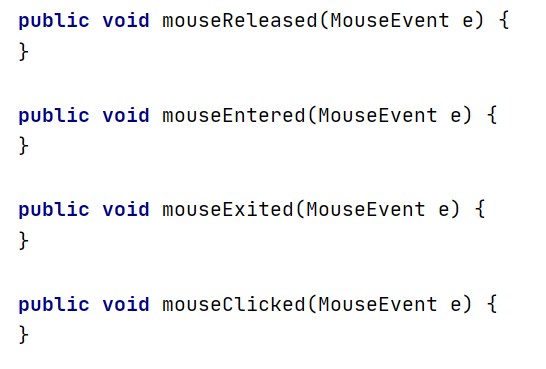 public void mouseReleased(MouseEvent e) {
}
public void mouseEntered(MouseEvent e) {
}
public void mouseExited(MouseEvent e) {
}
public void mouseClicked(MouseEvent e) {
}